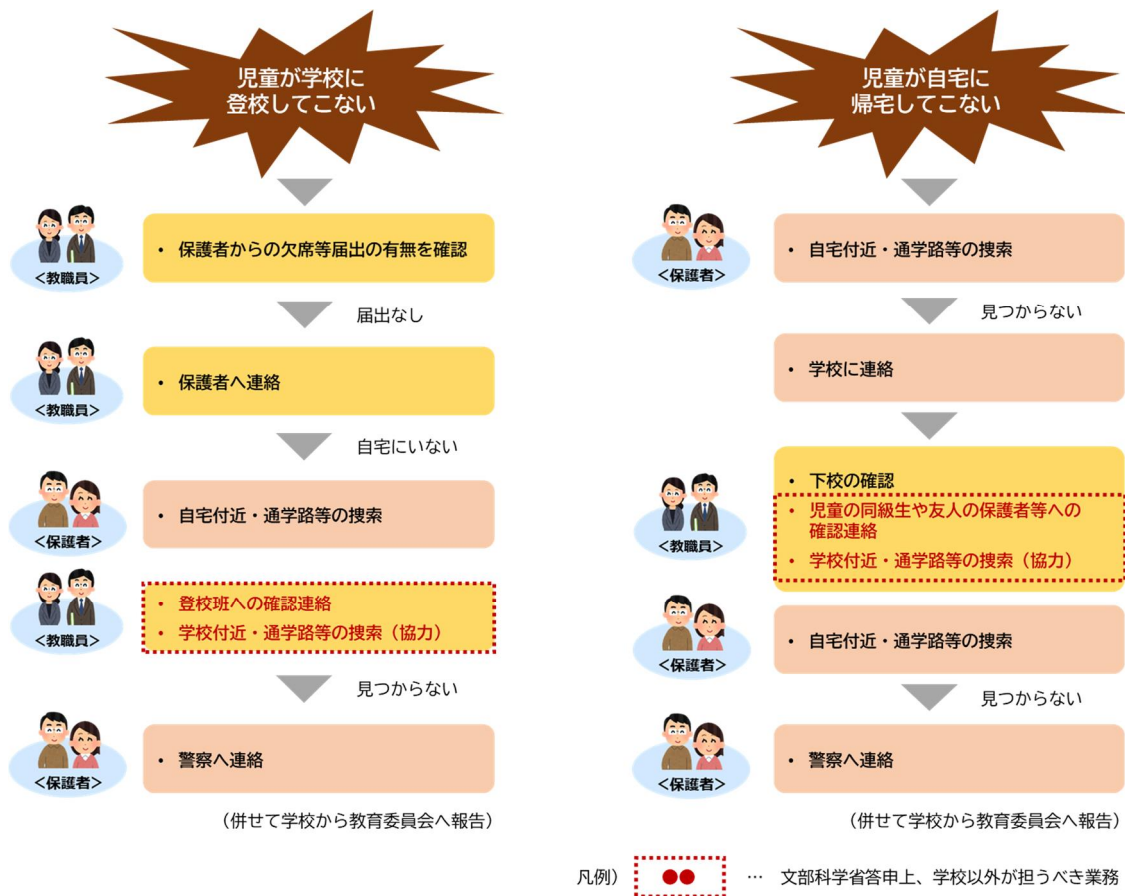 児童が学校に
登校してこない
<教職員>
・ 保護者からの欠席等届出の有無を確認
届出なし
<教職員>
・ 保護者へ連絡
自宅にいない
<保護者>
・ 自宅付近・通学路等の捜索
<教職員>
・ 登校班への確認連絡
・ 学校付近・通学路等の捜索（協力）
見つからない
<保護者>
・ 警察へ連絡
（併せて学校から教育委員会へ報告）
児童が自宅に
帰宅してこない
<保護者>
・ 自宅付近・通学路等の捜索
見つからない
・ 学校に連絡
<教職員>
・ 下校の確認
・ 児童の同級生や友人の保護者等への
確認連絡
・ 学校付近・通学路等の捜索（協力）
<保護者>
・ 自宅付近・通学路等の捜索
見つからない
<保護者>
・ 警察へ連絡
（併せて学校から教育委員会へ報告）
凡例） ●● … 文部科学省答申上、学校以外が担うべき業務